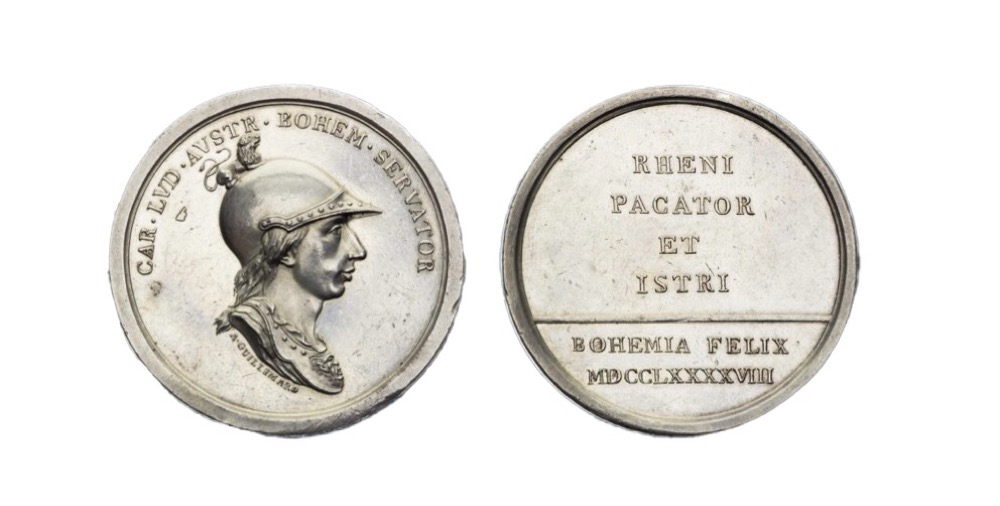 CAR · LVD · AVSTR · BOHEM · SERVATOR
A·GUILLEMARD
RHENI
PACATOR
ET
ISTRI
BOHEMIA FELIX
MDCCLXXXXVIII